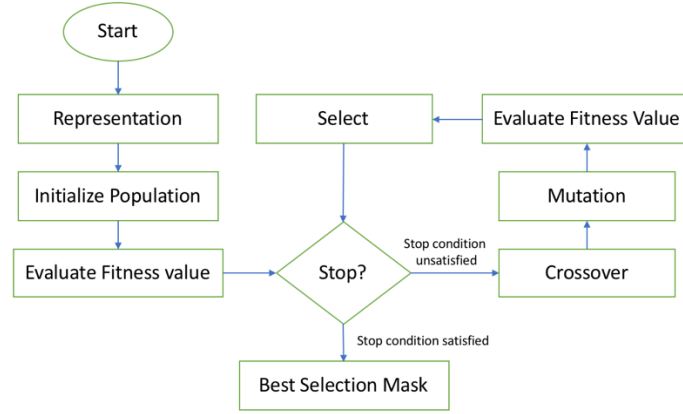 Start
Representation
Initialize Population
Evaluate Fitness value
Select
Evaluate Fitness Value
Mutation
Crossover
Stop?
Stop condition
unsatisfied
Stop condition satisfied
Best Selection Mask